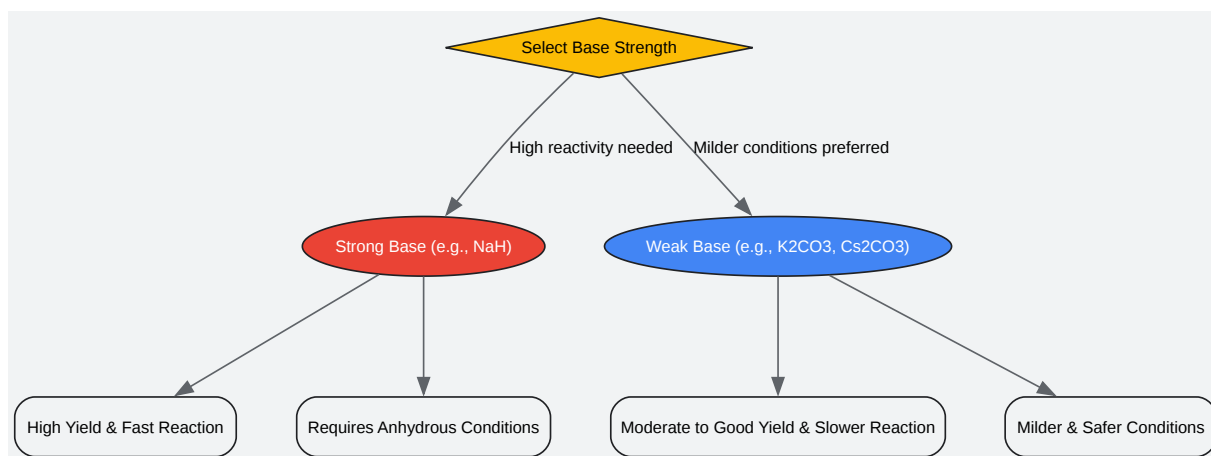 Select Base Strength
High reactivity needed
Milder conditions preferred
Strong Base (e.g., NaH)
Weak Base (e.g., K2CO3, Cs2CO3)
High Yield & Fast Reaction
Requires Anhydrous Conditions
Moderate to Good Yield & Slower Reaction
Milder & Safer Conditions